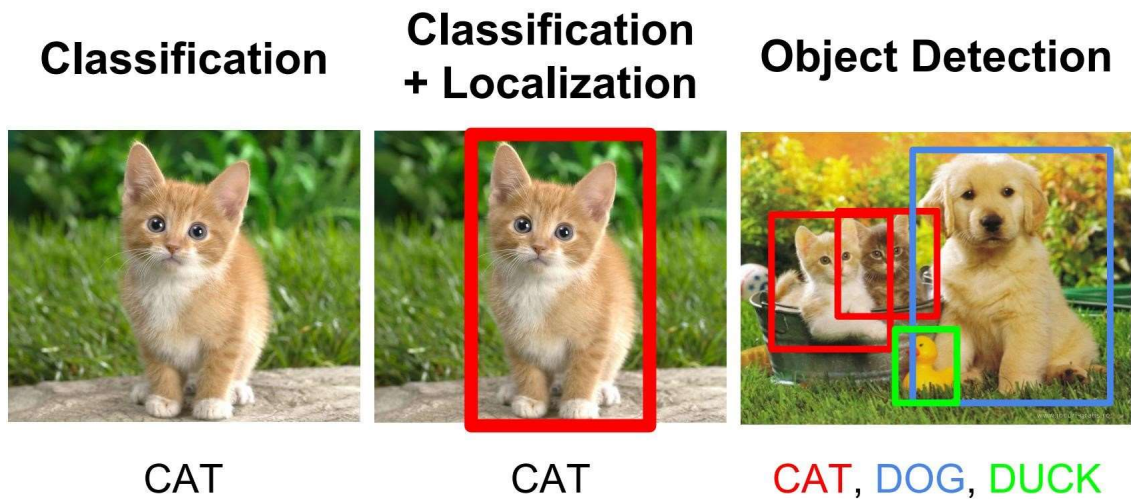 Classification
Classification
+ Localization
Object Detection
CAT
CAT
CAT, DOG, DUCK